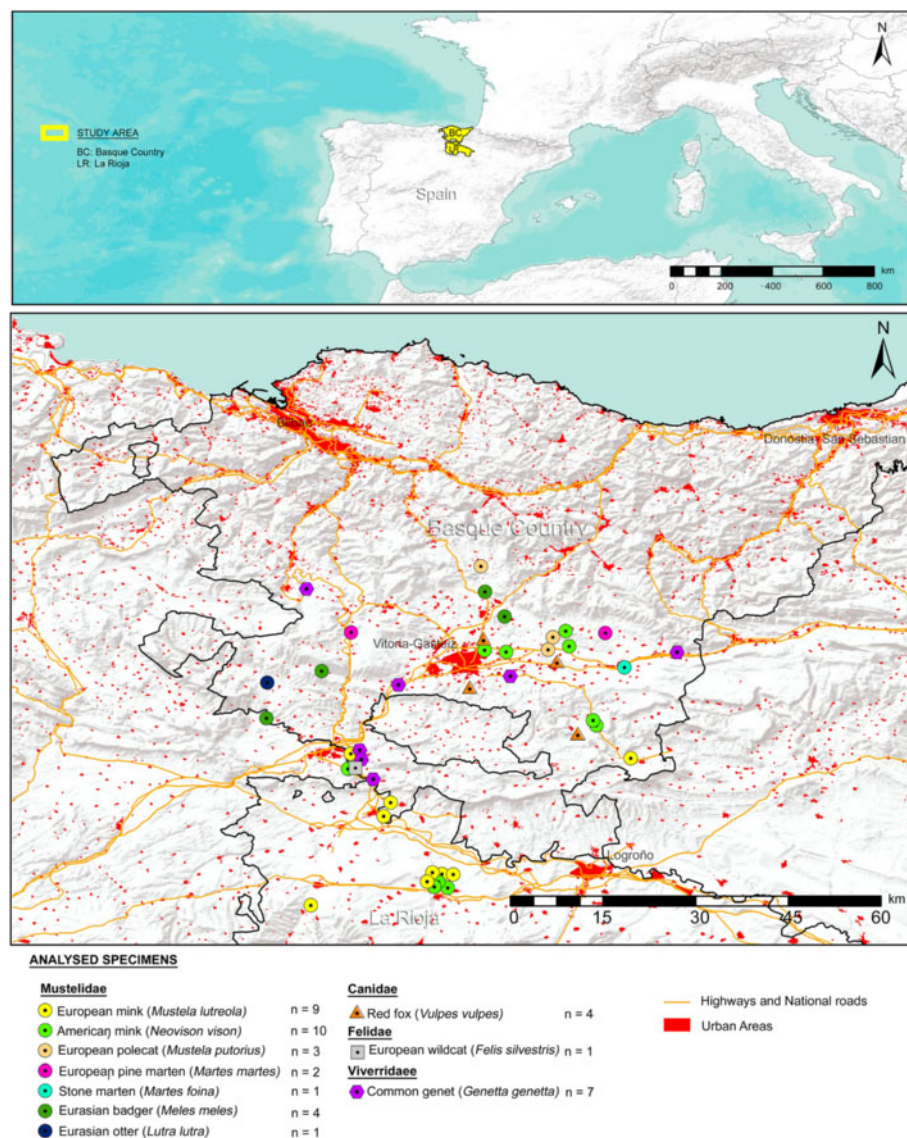 N
STUDY AREA
BC: Basque Country
LR: La Rioja
BC
LR
Spain
km
0 200 400 600 800
N
Donostia-San Sebastian
Basque Country
Vitoria-Gasteiz
Logroño
La Rioja
0 15 30 45 60
km
ANALYSED SPECIMENS
Mustelidae
European mink (Mustela lutreola) n = 9
American mink (Neovison vison) n = 10
European polecat (Mustela putorius) n = 3
European pine marten (Martes martes) n = 2
Stone marten (Martes foina) n = 1
Eurasian badger (Meles meles) n = 4
Eurasian otter (Lutra lutra) n = 1
Canidae
Red fox (Vulpes vulpes) n = 4
Felidae
European wildcat (Felis silvestris) n = 1
Viverridaee
Common genet (Genetta genetta) n = 7
Highways and National roads
Urban Areas